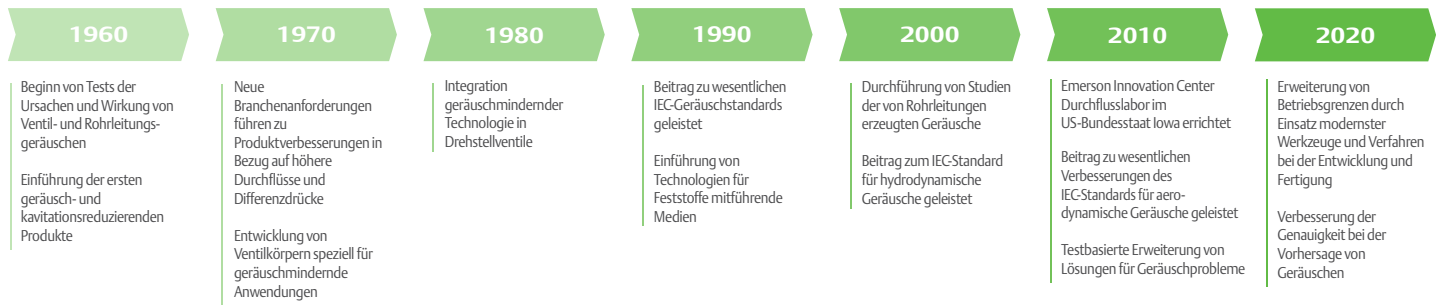 1960
Beginn von Tests der
Ursachen und Wirkung von
Ventil- und Rohrleitungs-
geräuschen
Einführung der ersten
geräusch- und
kavitationsreduzierenden
Produkte
1970
Neue
Branchenanforderungen
führen zu
Produktverbesserungen in
Bezug auf höhere
Durchflüsse und
Differenzdrücke
Entwicklung von
Ventilkörpern speziell für
geräuschmindernde
Anwendungen
1980
Integration
geräuschmindernder
Technologie in
Drehstellventile
1990
Beitrag zu wesentlichen
IEC-Geräuschstandards
geleistet
Einführung von
Technologien für
Feststoffe mitführende
Medien
2000
Durchführung von Studien
der von Rohrleitungen
erzeugten Geräusche
Beitrag zum IEC-Standard
für hydrodynamische
Geräusche geleistet
2010
Emerson Innovation Center
Durchflusslabor im
US-Bundesstaat Iowa errichtet
Beitrag zu wesentlichen
Verbesserungen des
IEC-Standards für aero-
dynamische Geräusche geleistet
Testbasierte Erweiterung von
Lösungen für Geräuschprobleme
2020
Erweiterung von
Betriebsgrenzen durch
Einsatz modernster
Werkzeuge und Verfahren
bei der Entwicklung und
Fertigung
Verbesserung der
Genauigkeit bei der
Vorhersage von
Geräuschen